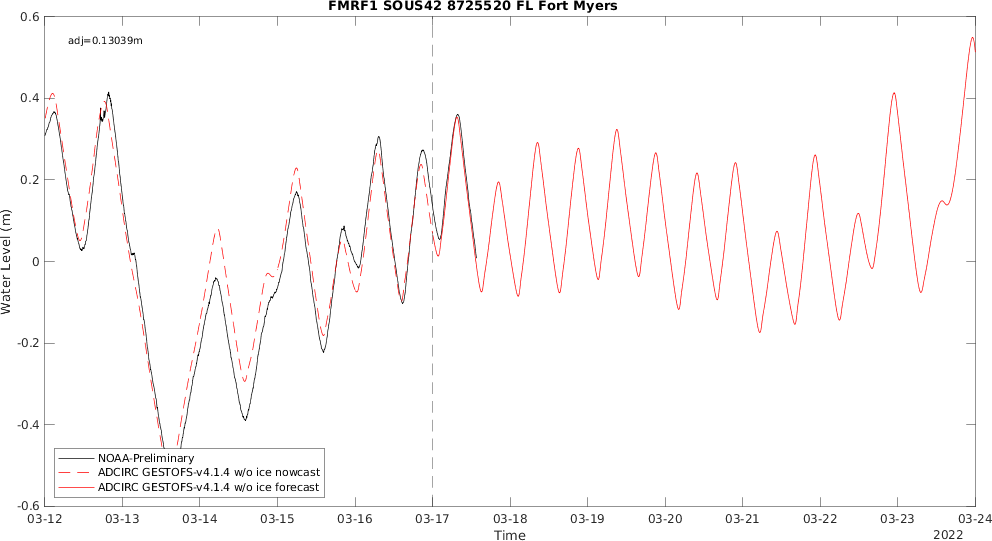 FMRF1 SOUS42 8725520 FL Fort Myers
adj=0.13039m
0.6
0.4
0.2
0
-0.2
-0.4
-0.6
Water Level (m)
NOAA-Preliminary
ADCIRC GESTOFS-v4.1.4 w/o ice nowcast
ADCIRC GESTOFS-v4.1.4 w/o ice forecast
03-12 03-13 03-14 03-15 03-16 03-17 03-18 03-19 03-20 03-21 03-22 03-23 03-24
Time
2022